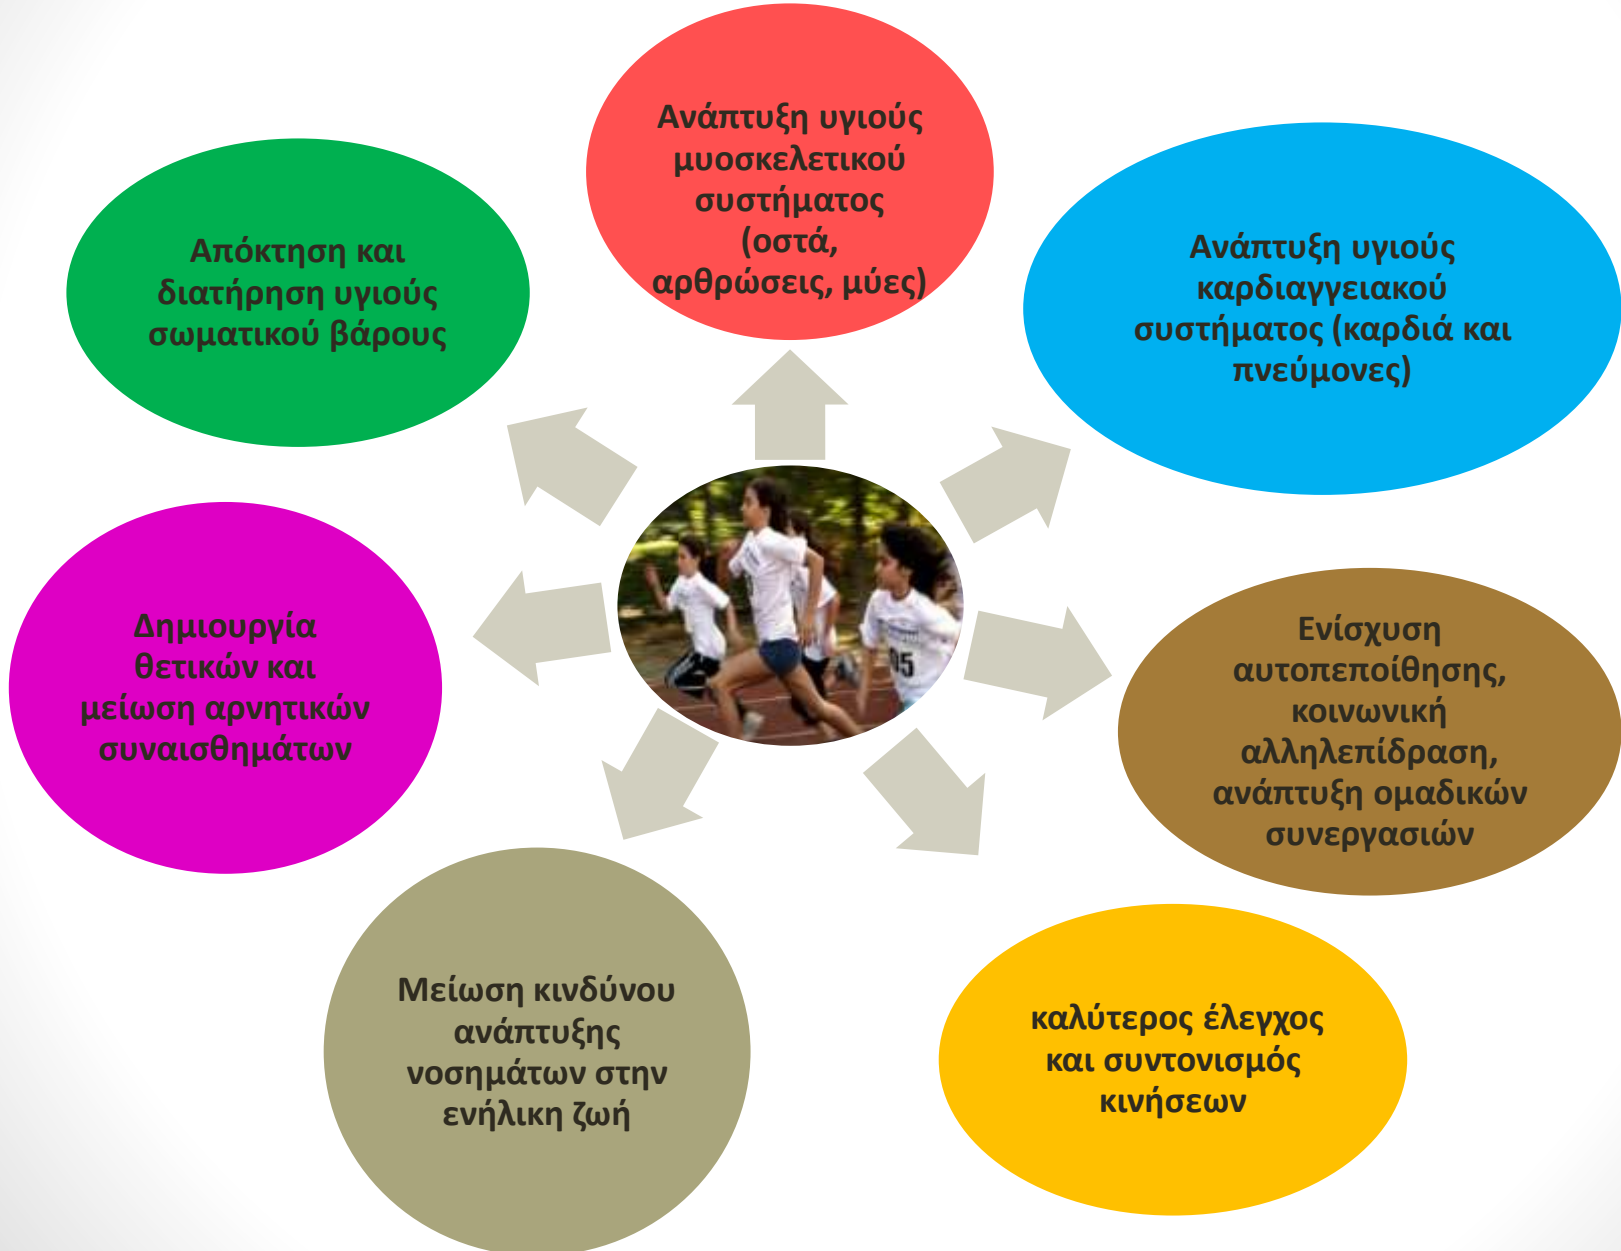 Ανάπτυξη υγιούς
μυοσκελετικού
συστήματος
(οστά,
αρθρώσεις, μύες)
Ανάπτυξη υγιούς
καρδιαγγειακού
συστήματος (καρδιά και
πνεύμονες)
Ενίσχυση
αυτοπεποίθησης,
κοινωνική
αλληλεπίδραση,
ανάπτυξη ομαδικών
συνεργασιών
καλύτερος έλεγχος
και συντονισμός
κινήσεων
Μείωση κινδύνου
ανάπτυξης
νοσημάτων στην
ενήλικη ζωή
Δημιουργία
θετικών και
μείωση αρνητικών
συναισθημάτων
Απόκτηση και
διατήρηση υγιούς
σωματικού βάρους
95